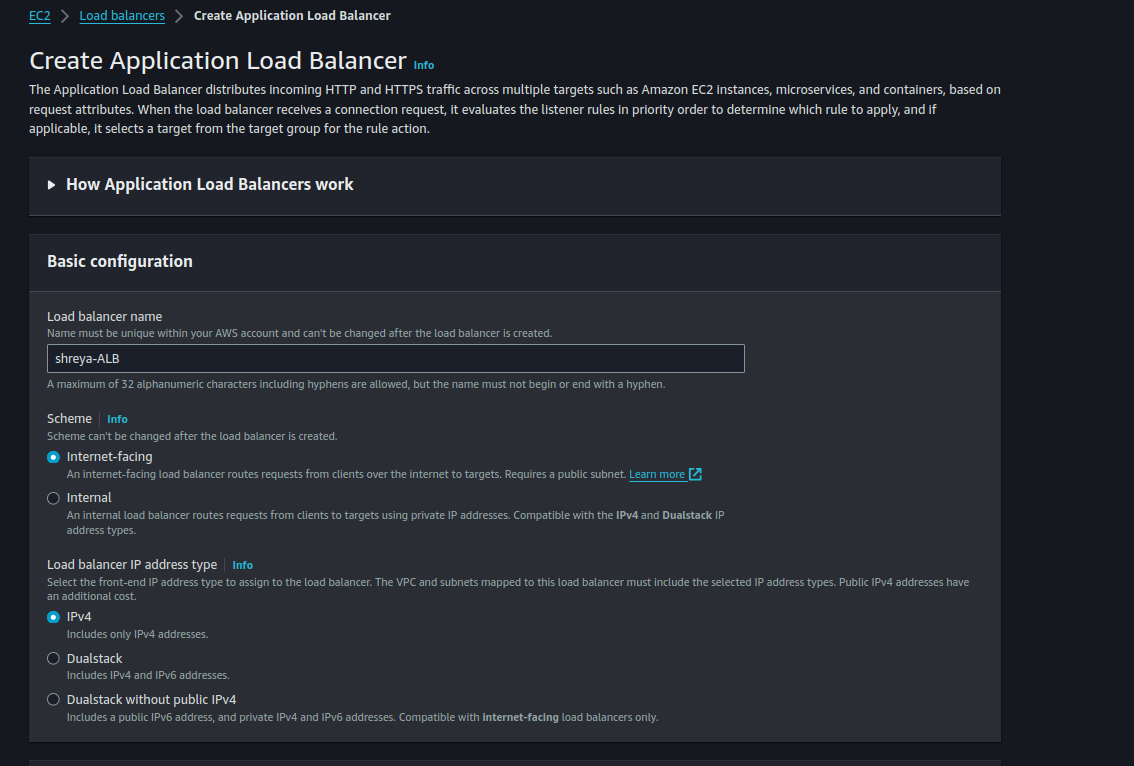 EC2 > Load balancers > Create Application Load Balancer
Create Application Load Balancer Info
The Application Load Balancer distributes incoming HTTP and HTTPS traffic across multiple targets such as Amazon EC2 instances, microservices, and containers, based on
request attributes. When the load balancer receives a connection request, it evaluates the listener rules in priority order to determine which rule to apply, and if
applicable, it selects a target from the target group for the rule action.
How Application Load Balancers work
Basic configuration
Load balancer name
Name must be unique within your AWS account and can't be changed after the load balancer is created.
shreya-ALB
A maximum of 32 alphanumeric characters including hyphens are allowed, but the name must not begin or end with a hyphen.
Scheme Info
Scheme can't be changed after the load balancer is created.
Internet-facing
An internet-facing load balancer routes requests from clients over the internet to targets. Requires a public subnet. Learn more
Internal
An internal load balancer routes requests from clients to targets using private IP addresses. Compatible with the IPv4 and Dualstack IP
address types.
Load balancer IP address type Info
Select the front-end IP address type to assign to the load balancer. The VPC and subnets mapped to this load balancer must include the selected IP address types. Public IPv4 addresses have
an additional cost.
IPv4
Includes only IPv4 addresses.
Dualstack
Includes IPv4 and IPv6 addresses.
Dualstack without public IPv4
Includes a public IPv6 address, and private IPv4 and IPv6 addresses. Compatible with internet-facing load balancers only.